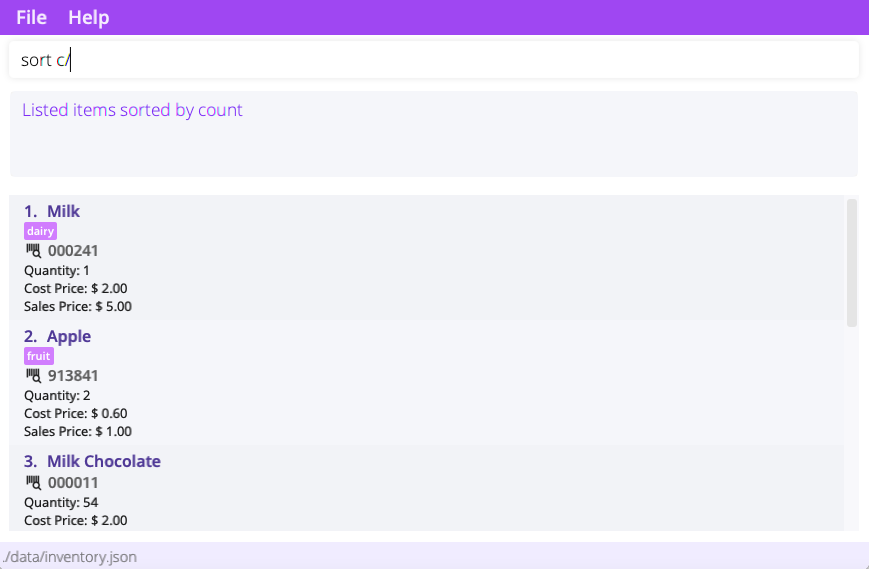 File Help
sort c/
Listed items sorted by count
1. Milk
dairy
000241
Quantity: 1
Cost Price: $ 2.00
Sales Price: $ 5.00
2. Apple
fruit
913841
Quantity: 2
Cost Price: $ 0.60
Sales Price: $ 1.00
3. Milk Chocolate
000011
Quantity: 54
Cost Price: $ 2.00
./data/inventory.json